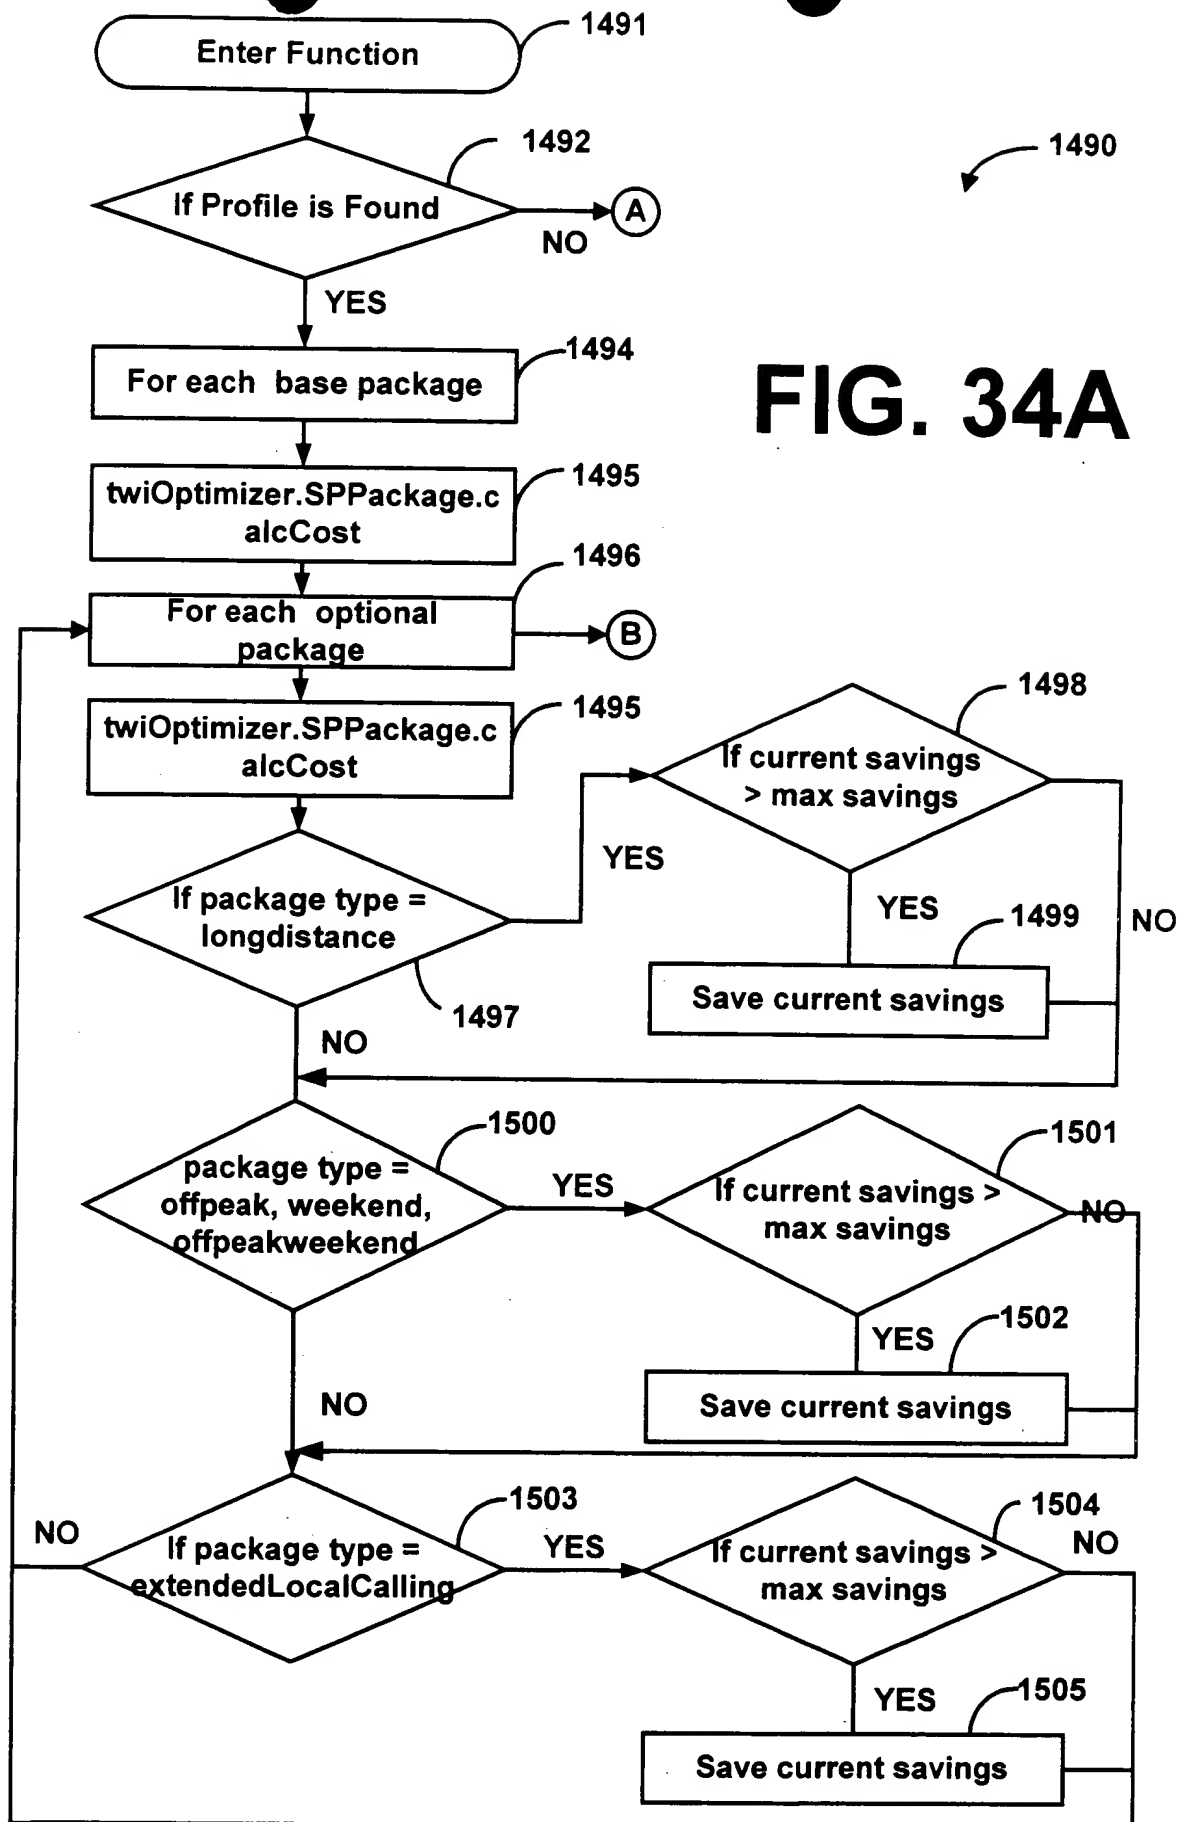 1491
Enter Function
1492
1490
If Profile is Found
A
NO
YES
1494
For each base package
FIG. 34A
1495
twiOptimizer.SPPackage.c
alcCost
1496
For each optional
package
B
1495
twiOptimizer.SPPackage.c
alcCost
1498
If current savings
> max savings
YES
If package type =
longdistance
YES
1499
NO
Save current savings
1497
NO
1500
1501
package type =
offpeak, weekend,
offpeakweekend
YES
If current savings >
max savings
NO
1502
YES
Save current savings
NO
1503
1504
NO
If package type =
extendedLocalCalling
YES
If current savings >
max savings
NO
YES
1505
Save current savings